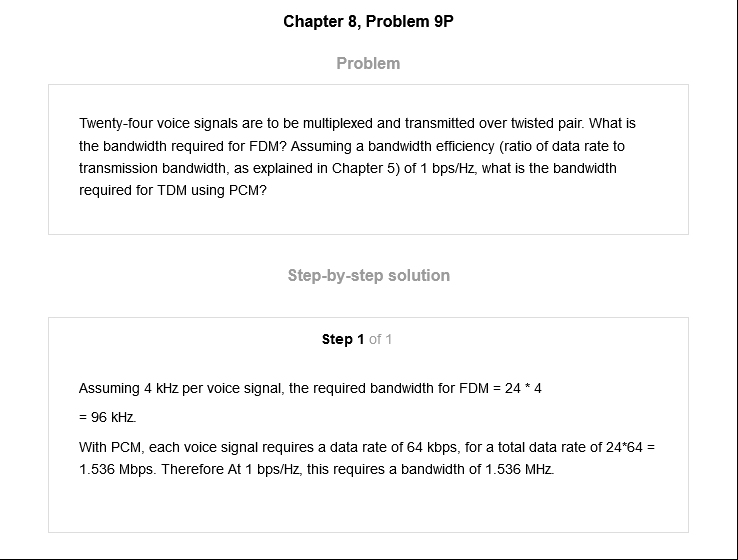 Chapter 8, Problem 9P
Problem
Twenty-four voice signals are to be multiplexed and transmitted over twisted pair. What is
the bandwidth required for FDM? Assuming a bandwidth efficiency (ratio of data rate to
transmission bandwidth, as explained in Chapter 5) of 1 bps/Hz, what is the bandwidth
required for TDM using PCM?
Step-by-step solution
Step 1 of 1
Assuming 4 kHz per voice signal, the required bandwidth for FDM = 24 * 4
= 96 kHz.
With PCM, each voice signal requires a data rate of 64 kbps, for a total data rate of 24*64 =
1.536 Mbps. Therefore At 1 bps/Hz, this requires a bandwidth of 1.536 MHz.